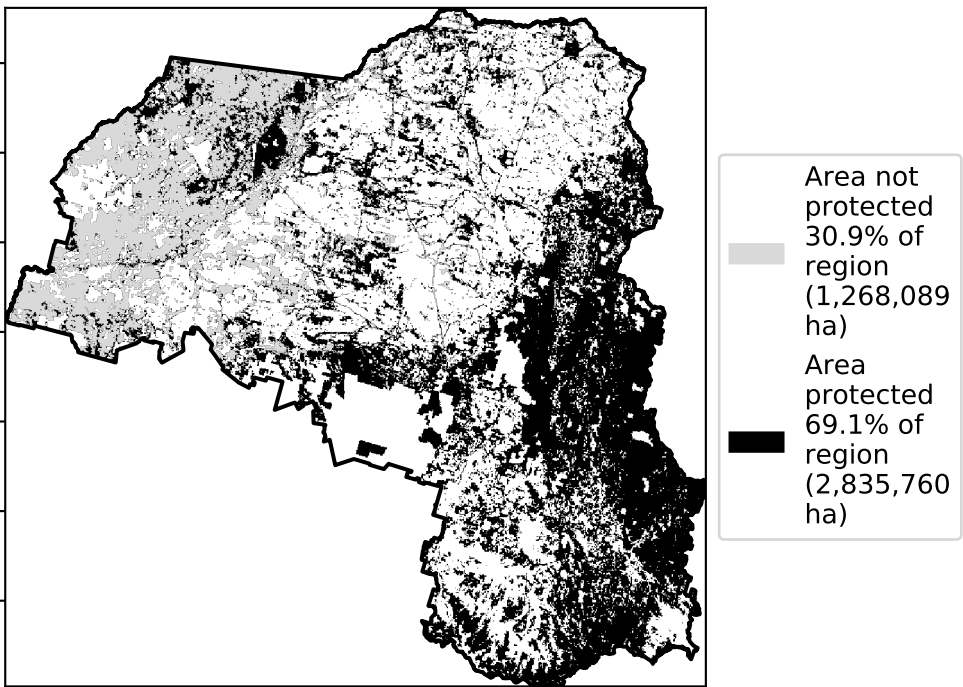 Area not
protected
30.9% of
region
(1,268,089
ha)
Area
protected
69.1% of
region
(2,835,760
ha)